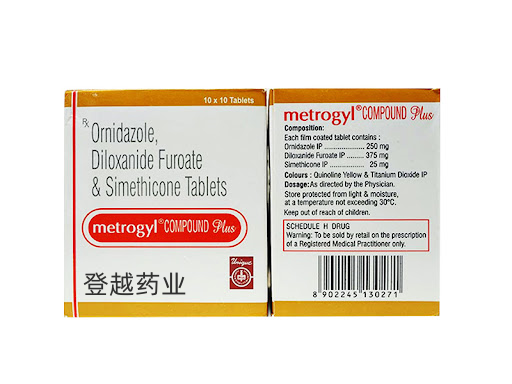 10 x 10 Tablets
Rx
Ornidazole,
Diloxanide Furoate
& Simethicone Tablets
metrogyl® COMPOUND Plus
Unique
登越药业
metrogyl® COMPOUND Plus
Composition:
Each film coated tablet contains :
Ornidazole IP .................... 250 mg
Diloxanide Furoate IP ........ 375 mg
Simethicone IP .................. 25 mg
Colours : Quinoline Yellow & Titanium Dioxide IP
Dosage: As directed by the Physician.
Store protected from light & moisture,
at a temperature not exceeding 30°C.
Keep out of reach of children.
SCHEDULE H DRUG
Warning: To be sold by retail on the prescription
of a Registered Medical Practitioner only.
8 902245 130271